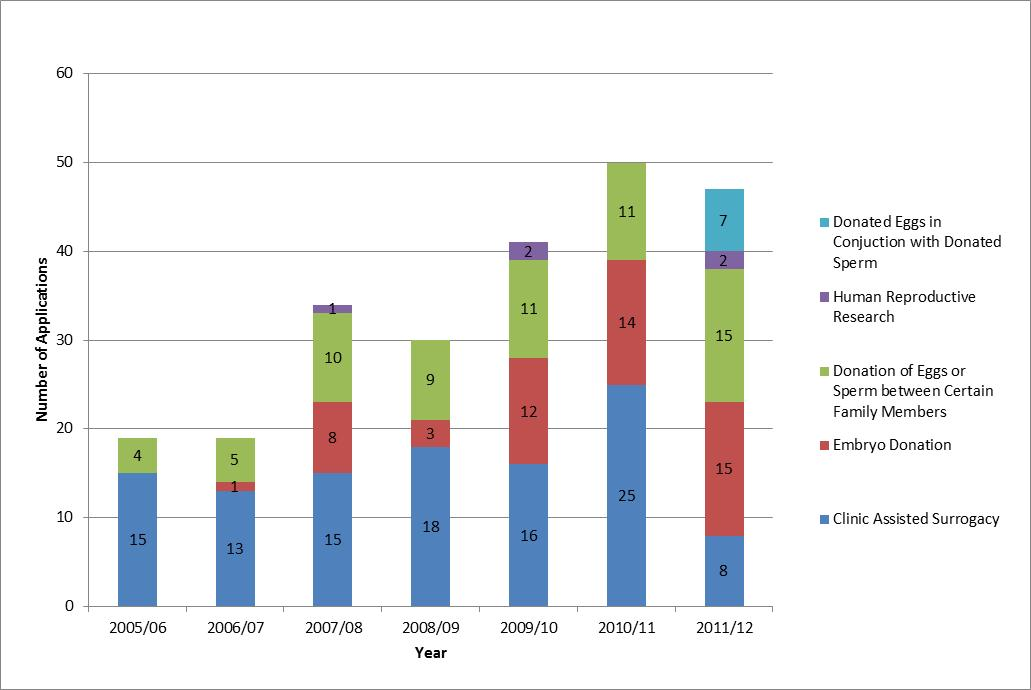 60
50
40
30
20
10
0
Number of Applications
4
15
5
1
13
1
10
8
15
9
3
18
2
11
12
16
11
14
25
7
2
15
15
8
2005/06 2006/07 2007/08 2008/09 2009/10 2010/11 2011/12
Year
Donated Eggs in
Conjuction with Donated
Sperm
Human Reproductive
Research
Donation of Eggs or
Sperm between Certain
Family Members
Embryo Donation
Clinic Assisted Surrogacy